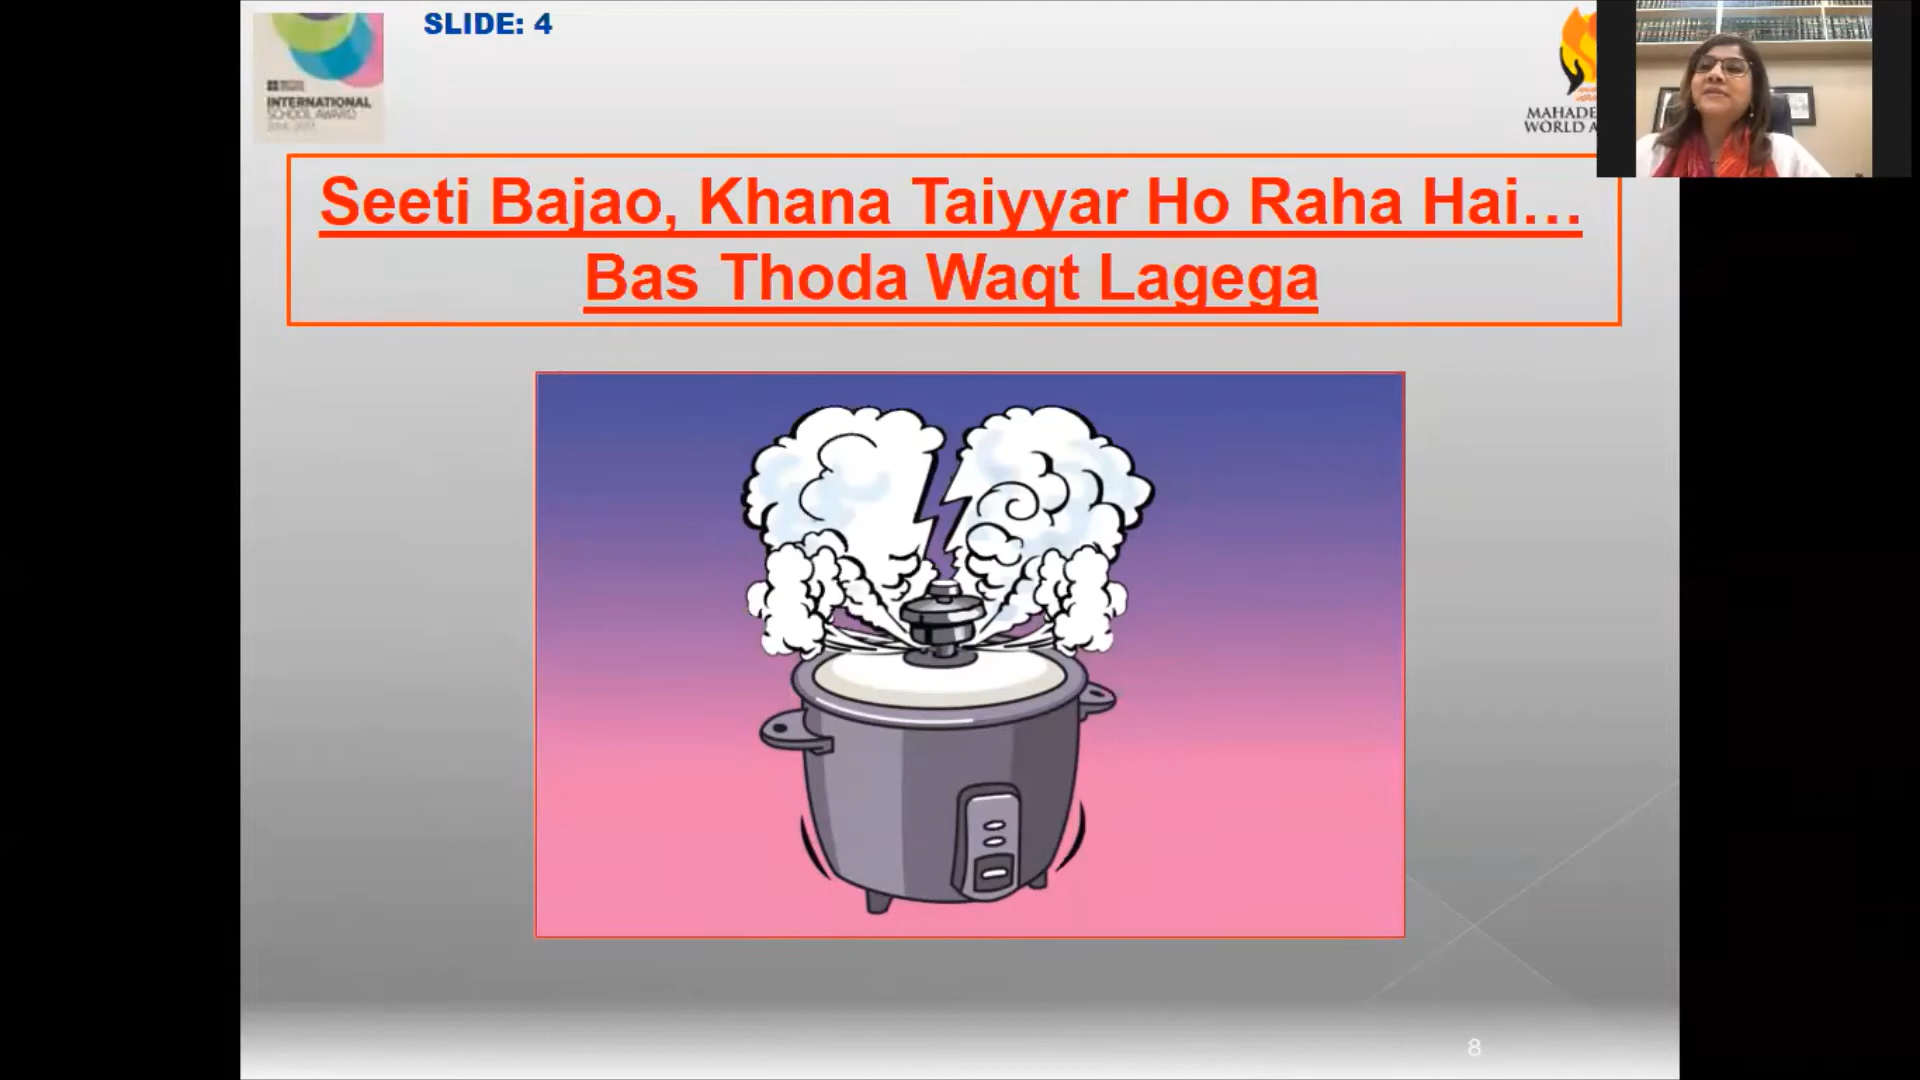 SLIDE: 4
INTERNATIONAL
SCHOOL AWARD
MAHADE
WORLD A
Seeti Bajao, Khana Taiyyar Ho Raha Hai...
Bas Thoda Waqt Lagega
8